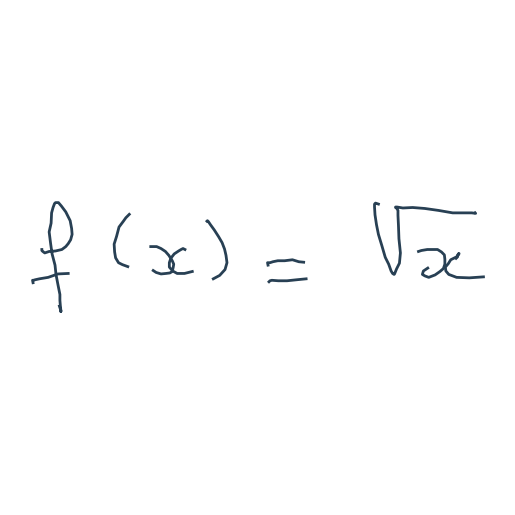 f(x) = √x